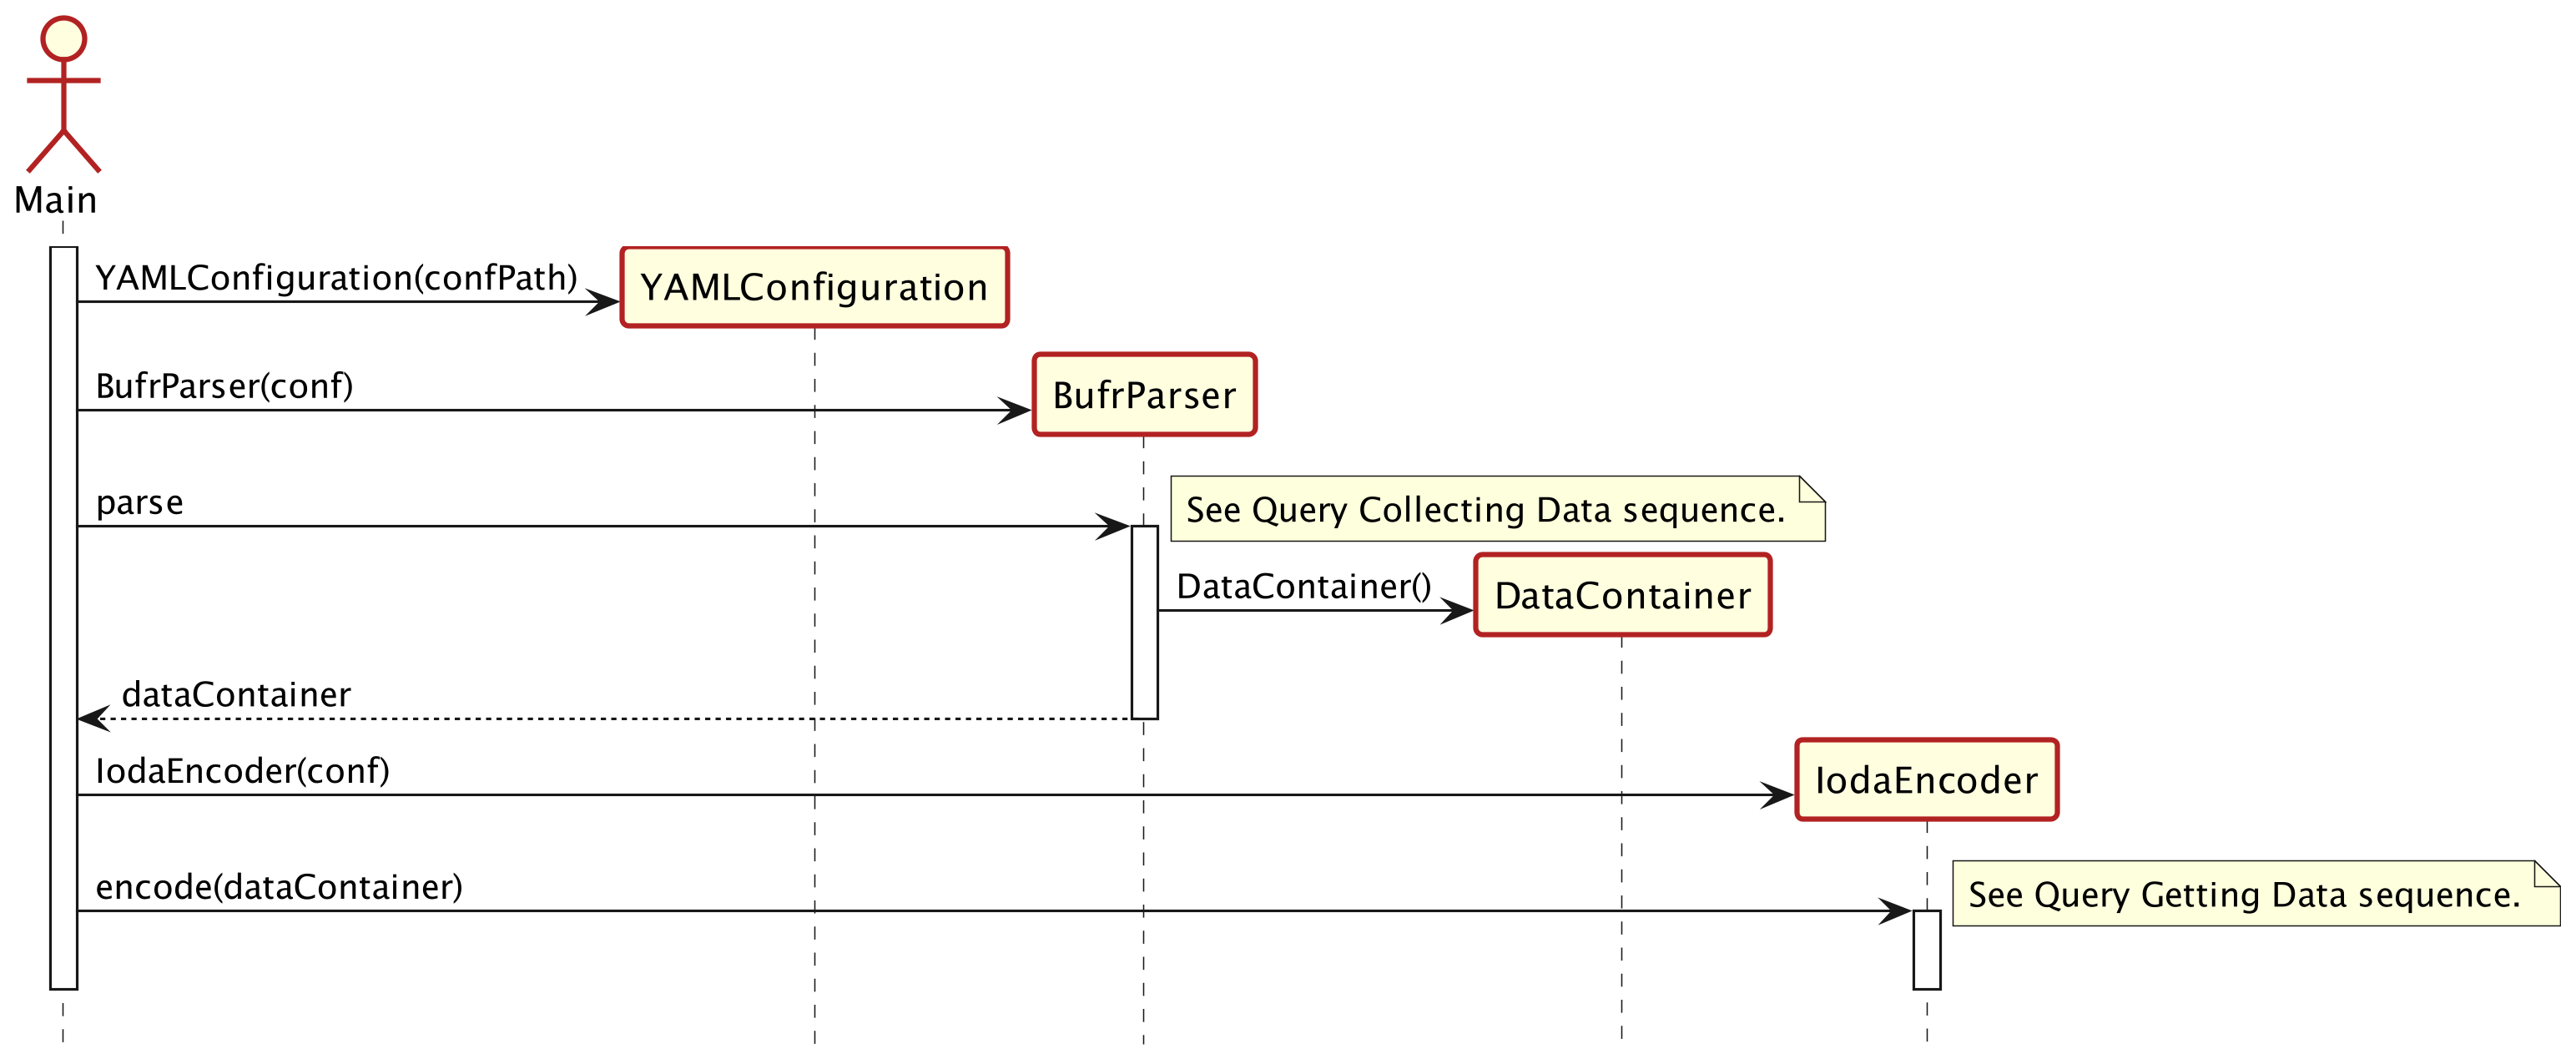 Main
YAMLConfiguration(confPath)
YAMLConfiguration
BufrParser(conf)
BufrParser
parse
See Query Collecting Data sequence.
DataContainer()
DataContainer
dataContainer
IodaEncoder(conf)
IodaEncoder
encode(dataContainer)
See Query Getting Data sequence.